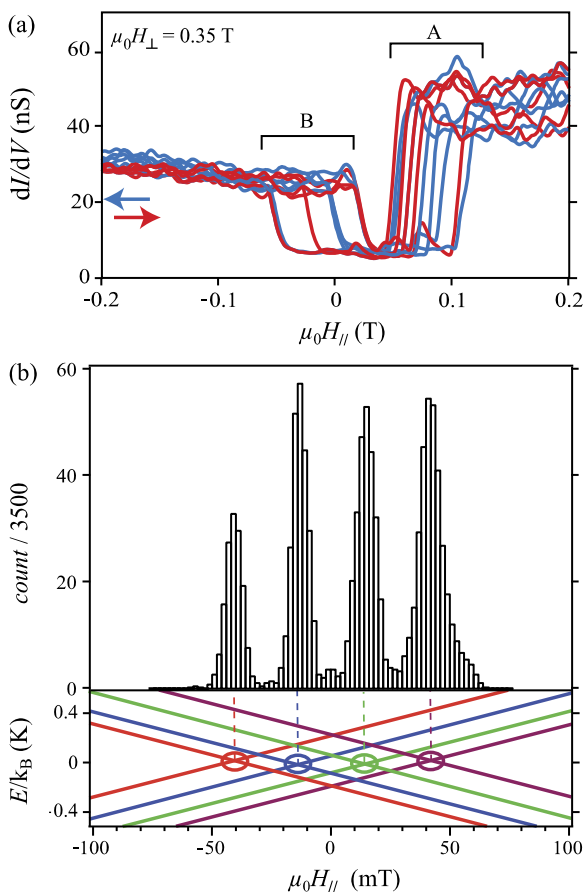 (a)
μ₀H⊥ = 0.35 T
A
B
60
40
20
0
dI/dV (nS)
-0.2
-0.1
0
0.1
0.2
μ₀H// (T)
(b)
60
40
20
0
count / 3500
0.4
0
-0.4
E/kB (K)
-100
-50
0
50
100
μ₀H// (mT)